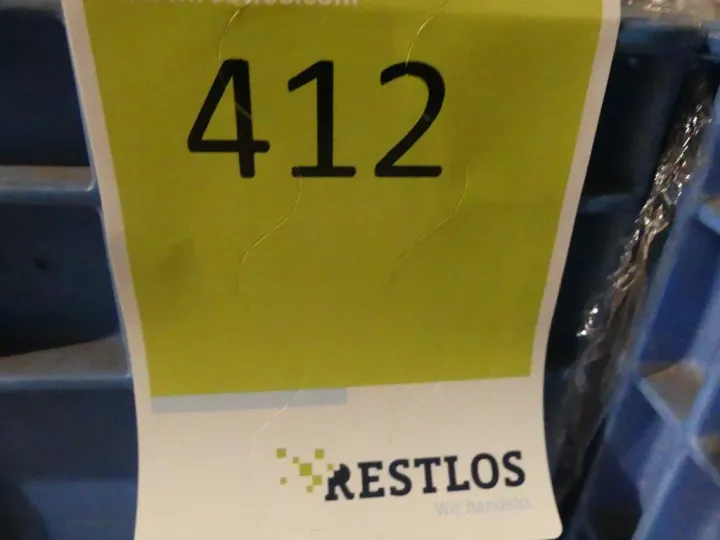 412
RESTLOS
Wir handeln.